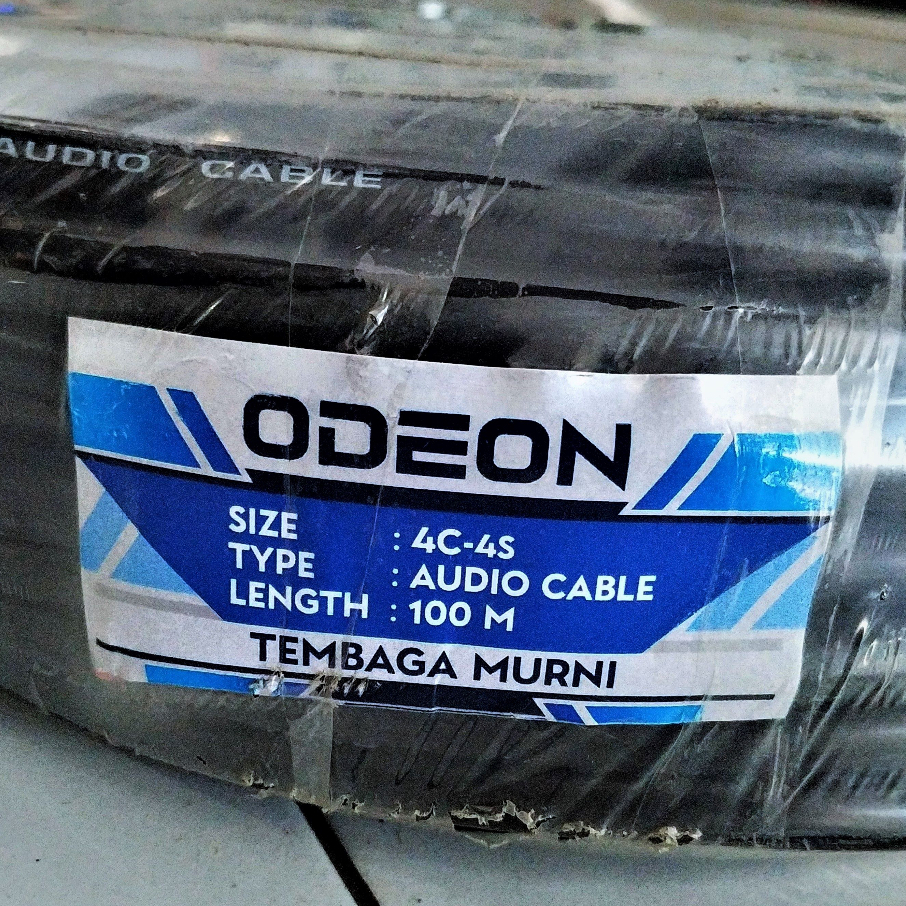 AUDIO CABLE
ODEON
SIZE : 4C-4S
TYPE : AUDIO CABLE
LENGTH : 100 M
TEMBAGA MURNI